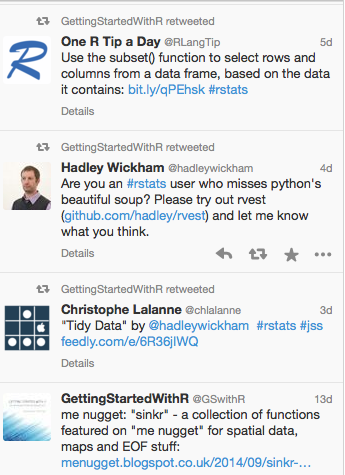 GettingStartedWithR retweeted
One R Tip a Day @RLangTip 5d
Use the subset() function to select rows and
columns from a data frame, based on the data
it contains: bit.ly/qPEhsk #rstats
Details
GettingStartedWithR retweeted
Hadley Wickham @hadleywickham 4d
Are you an #rstats user who misses python's
beautiful soup? Please try out rvest
(github.com/hadley/rvest) and let me know
what you think.
Details
GettingStartedWithR retweeted
Christophe Lalanne @chlalanne 3d
"Tidy Data" by @hadleywickham #rstats #jss
feedly.com/e/6R36jlWQ
Details
GettingStartedWithR @GSwithR 13d
me nugget: "sinkr" - a collection of functions
featured on "me nugget" for spatial data,
maps and EOF stuff:
menugget.blogspot.co.uk/2014/09/sinkr-…